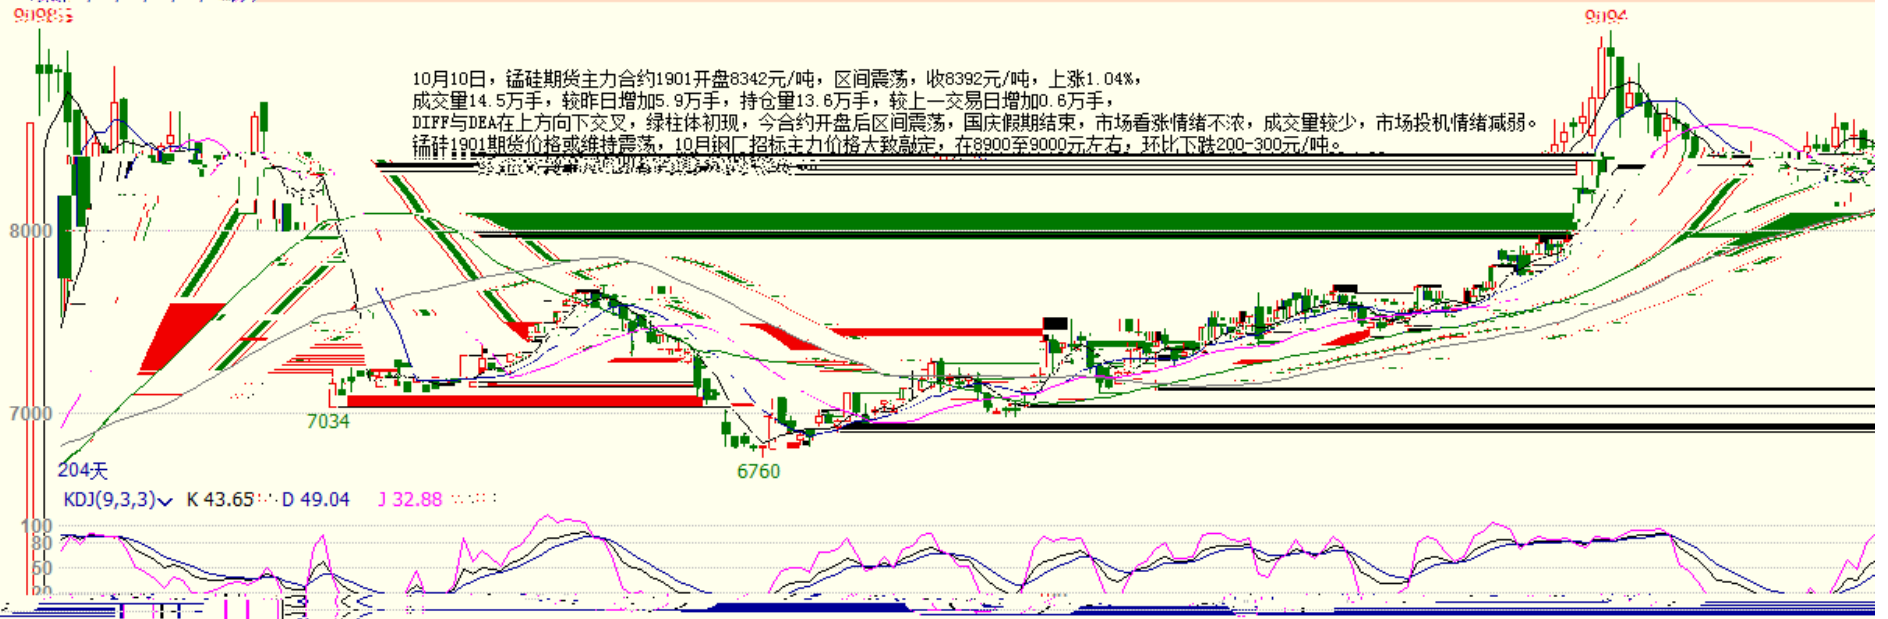 9094
10月10日，锰硅期货主力合约1901开盘8342元/吨，区间震荡，收8392元/吨，上涨1.04%，
成交量14.5万手，较昨日增加5.9万手，持仓量13.6万手，较上一交易日增加0.6万手，
DIFF与DEA在上方向下交叉，绿柱体初现，今合约开盘后区间震荡，国庆假期结束，市场看涨情绪不浓，成交量较少，市场投机情绪减弱。
锰硅1901期货价格或维持震荡，10月钢厂招标主力价格大致敲定，在8900至9000元左右，环比下跌200-300元/吨。
8000
7000
7034
6760
204天
KDJ(9,3,3) K 43.65 D 49.04 J 32.88
100
80
50
20